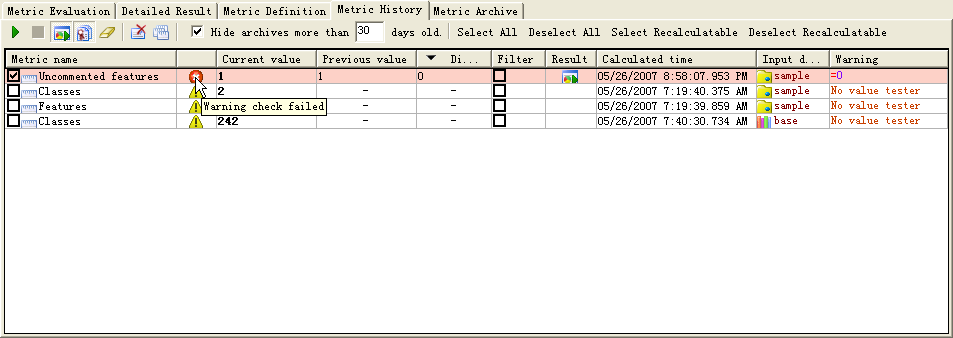 Metric Evaluation Detailed Result Metric Definition Metric History Metric Archive
Hide archives more than 30 days old. Select All Deselect All Select Recalculatable Deselect Recalculatable
Metric name Current value Previous value Di... Filter Result Calculated time Input d... Warning
Uncommented features 1 1 0 05/26/2007 8:58:07.953 PM sample =0
Classes 2 - - 05/26/2007 7:19:40.375 AM sample No value tester
Features - - 05/26/2007 7:19:39.859 AM sample No value tester
Warning check failed
Classes 242 - - 05/26/2007 7:40:30.734 AM base No value tester